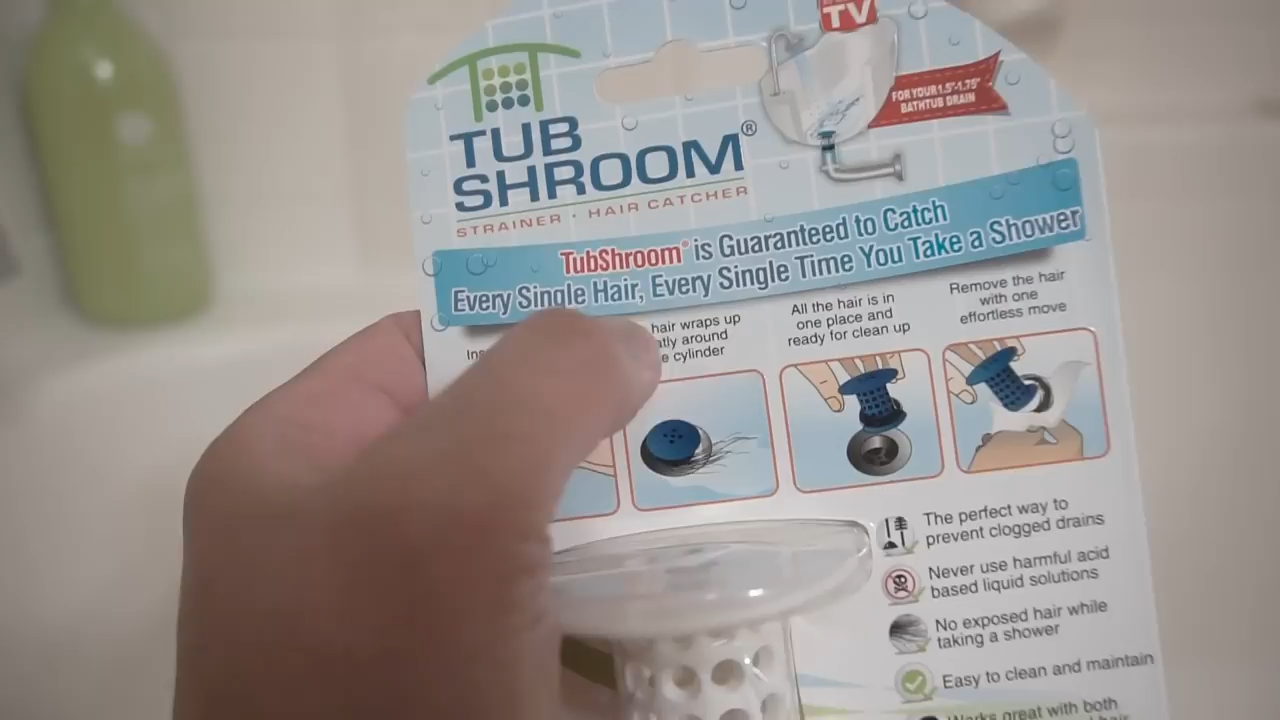 TV
FOR YOUR 1.5"-1.75"
BATHTUB DRAIN
TUB
SHROOM®
STRAINER · HAIR CATCHER
TubShroom® is Guaranteed to Catch
Every Single Hair, Every Single Time You Take a Shower
hair wraps up
around
cylinder
All the hair is in
one place and
ready for clean up
Remove the hair
with one
effortless move
The perfect way to
prevent clogged drains
Never use harmful acid
based liquid solutions
No exposed hair while
taking a shower
Easy to clean and maintain
Works great with both